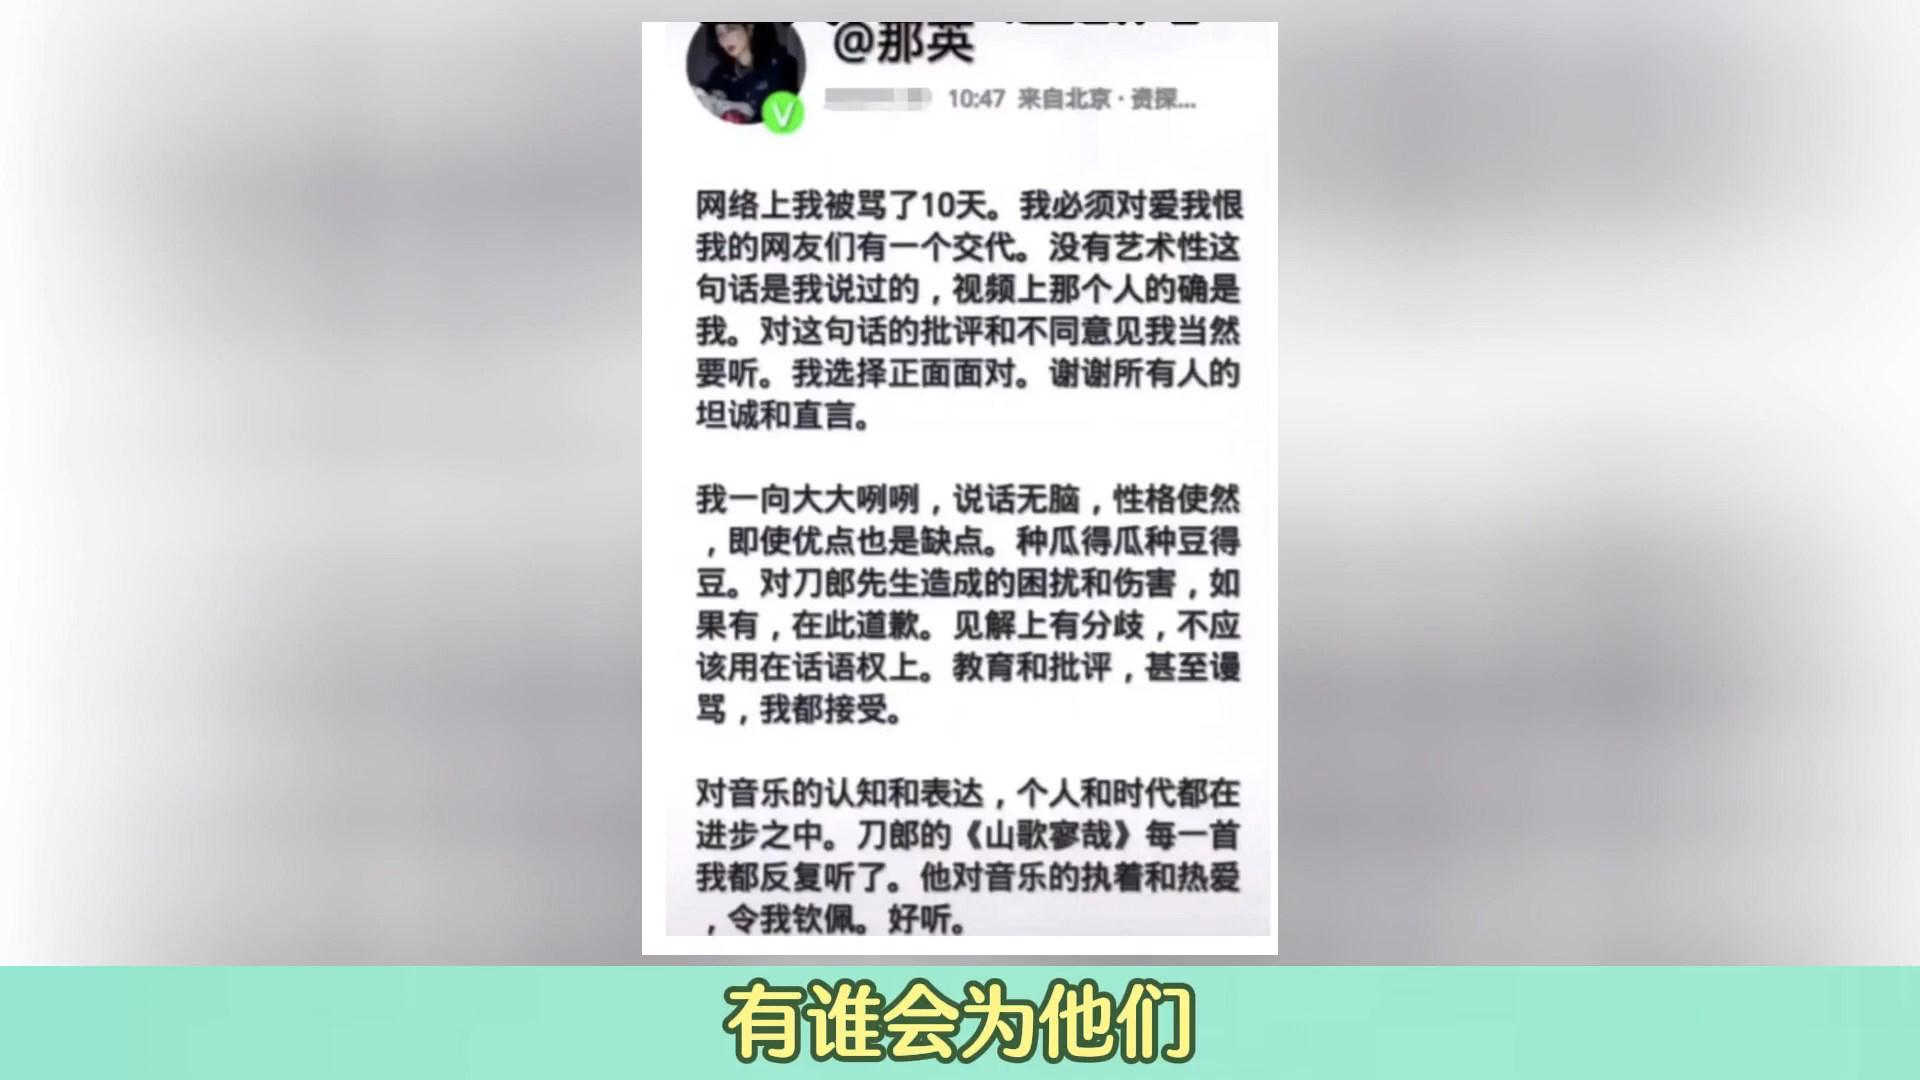 @那英
10:47 来自北京·资探...
网络上我被骂了10天。我必须对爱我恨
我的网友们有一个交代。没有艺术性这
句话是我说过的，视频上那个人的确是
我。对这句话的批评和不同意见我当然
要听。我选择正面面对。谢谢所有人的
坦诚和直言。
我一向大大咧咧，说话无脑，性格使然
，即使优点也是缺点。种瓜得瓜种豆得
豆。对刀郎先生造成的困扰和伤害，如
果有，在此道歉。见解上有分歧，不应
该用在话语权上。教育和批评，甚至谩
骂，我都接受。
对音乐的认知和表达，个人和时代都在
进步之中。刀郎的《山歌寥哉》每一首
我都反复听了。他对音乐的执着和热爱
，令我钦佩。好听。
有谁会为他们